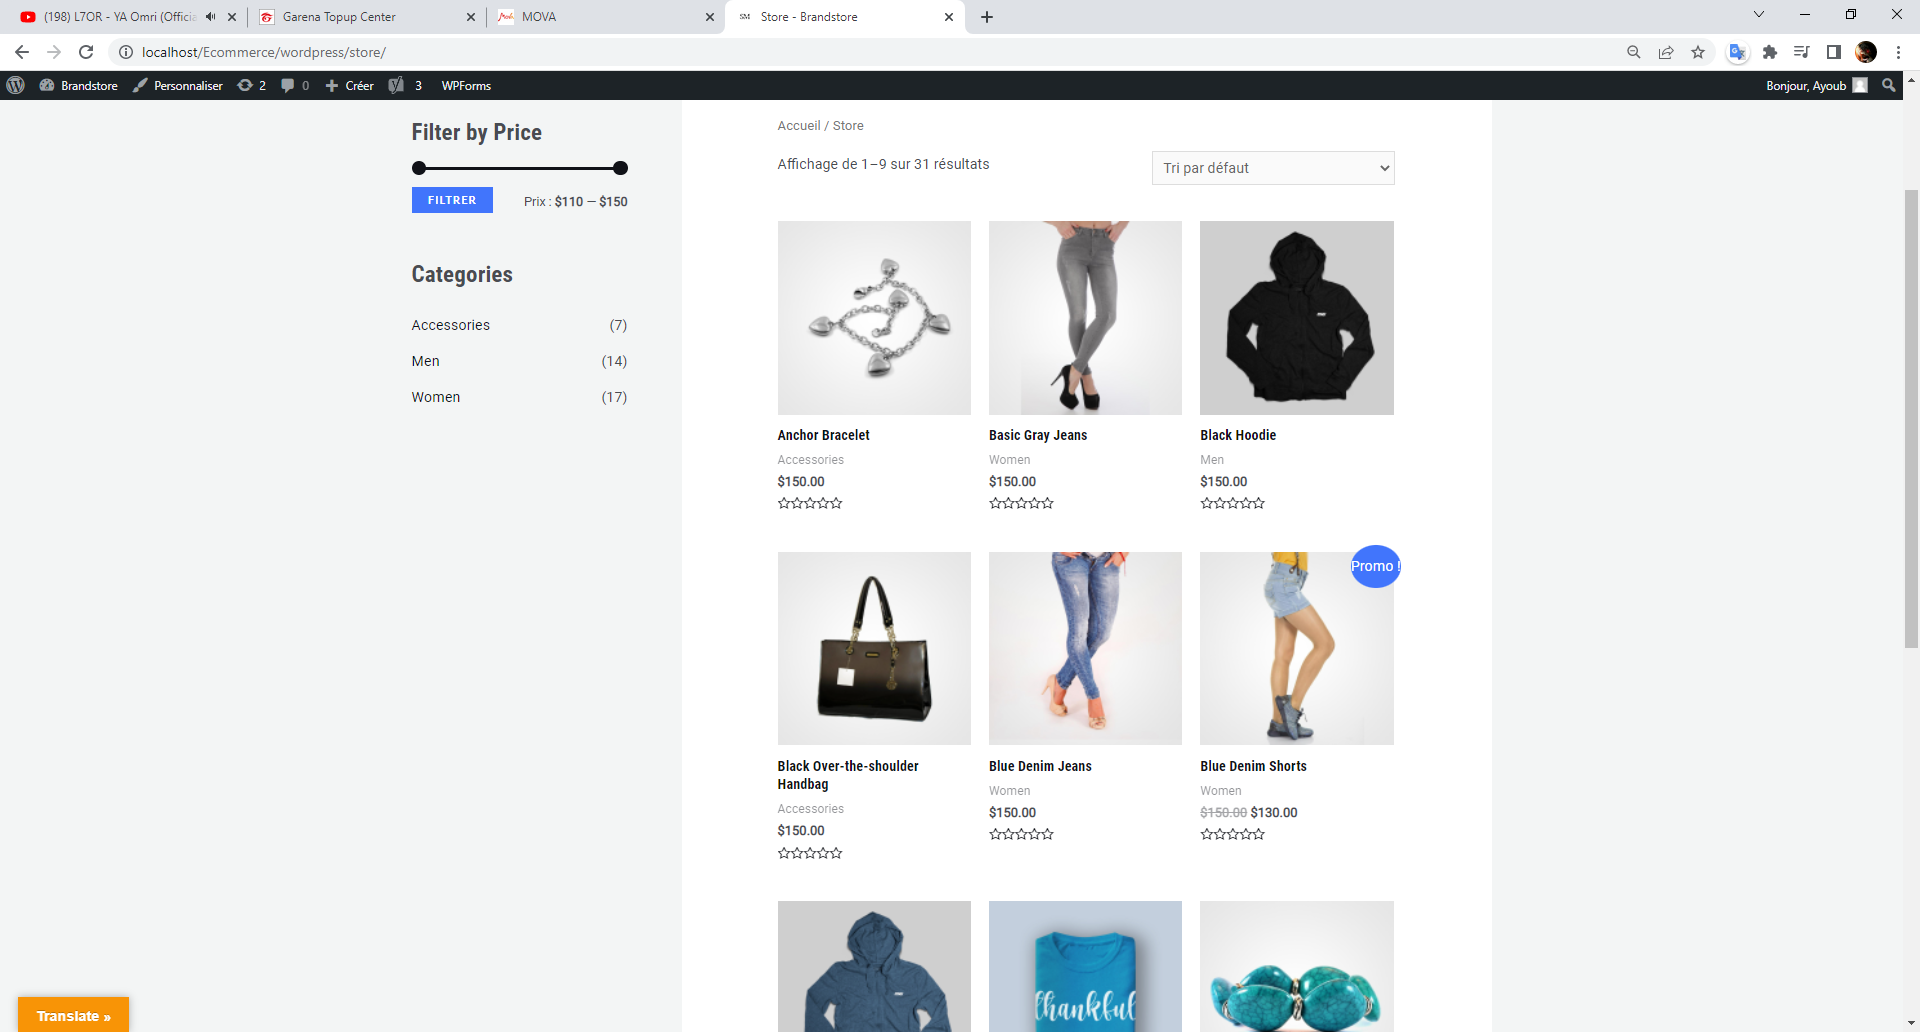 (198) L7OR - YA Omri (Officia
Garena Topup Center
MOVA
SM
Store - Brandstore
localhost/Ecommerce/wordpress/store/
Brandstore
Personnaliser
2
0
Créer
3
WPForms
Bonjour, Ayoub
Filter by Price
FILTRER
Prix : $110 — $150
Categories
Accessories (7)
Men (14)
Women (17)
Accueil / Store
Affichage de 1–9 sur 31 résultats
Tri par défaut
Anchor Bracelet
Accessories
$150.00
Basic Gray Jeans
Women
$150.00
Black Hoodie
Men
$150.00
Black Over-the-shoulder
Handbag
Accessories
$150.00
Blue Denim Jeans
Women
$150.00
Promo !
Blue Denim Shorts
Women
$150.00 $130.00
thankful
Translate »